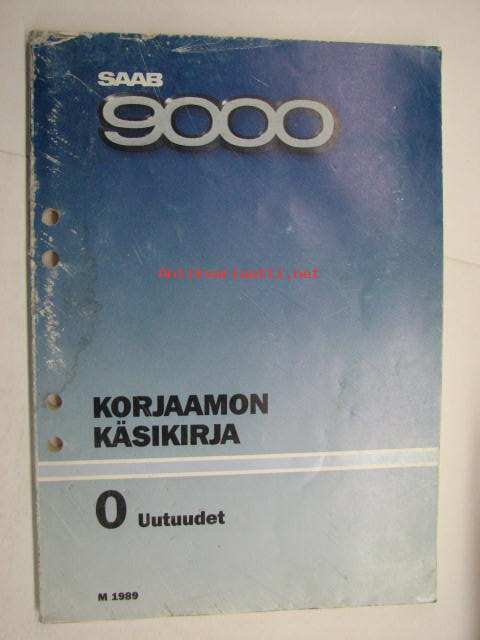 SAAB
9000
Antikvariaatti.net
KORJAAMON
KÄSIKIRJA
0 Uutuudet
M 1989